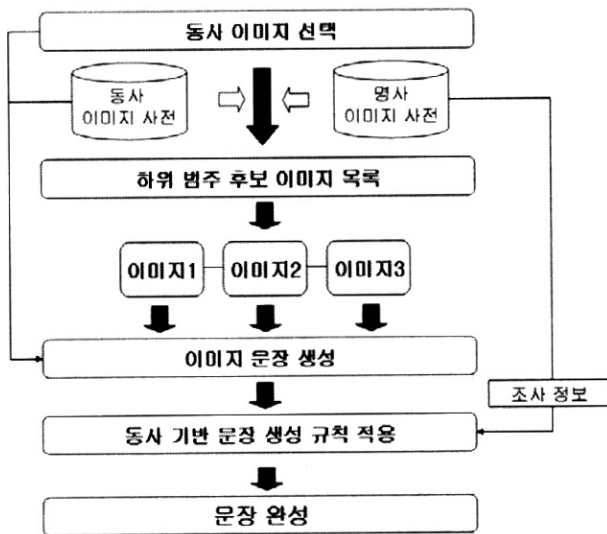 동사 이미지 선택
동사
이미지 사전
명사
이미지 사전
하위 범주 후보 이미지 목록
이미지1
이미지2
이미지3
이미지 문장 생성
조사 정보
동사 기반 문장 생성 규칙 적용
문장 완성